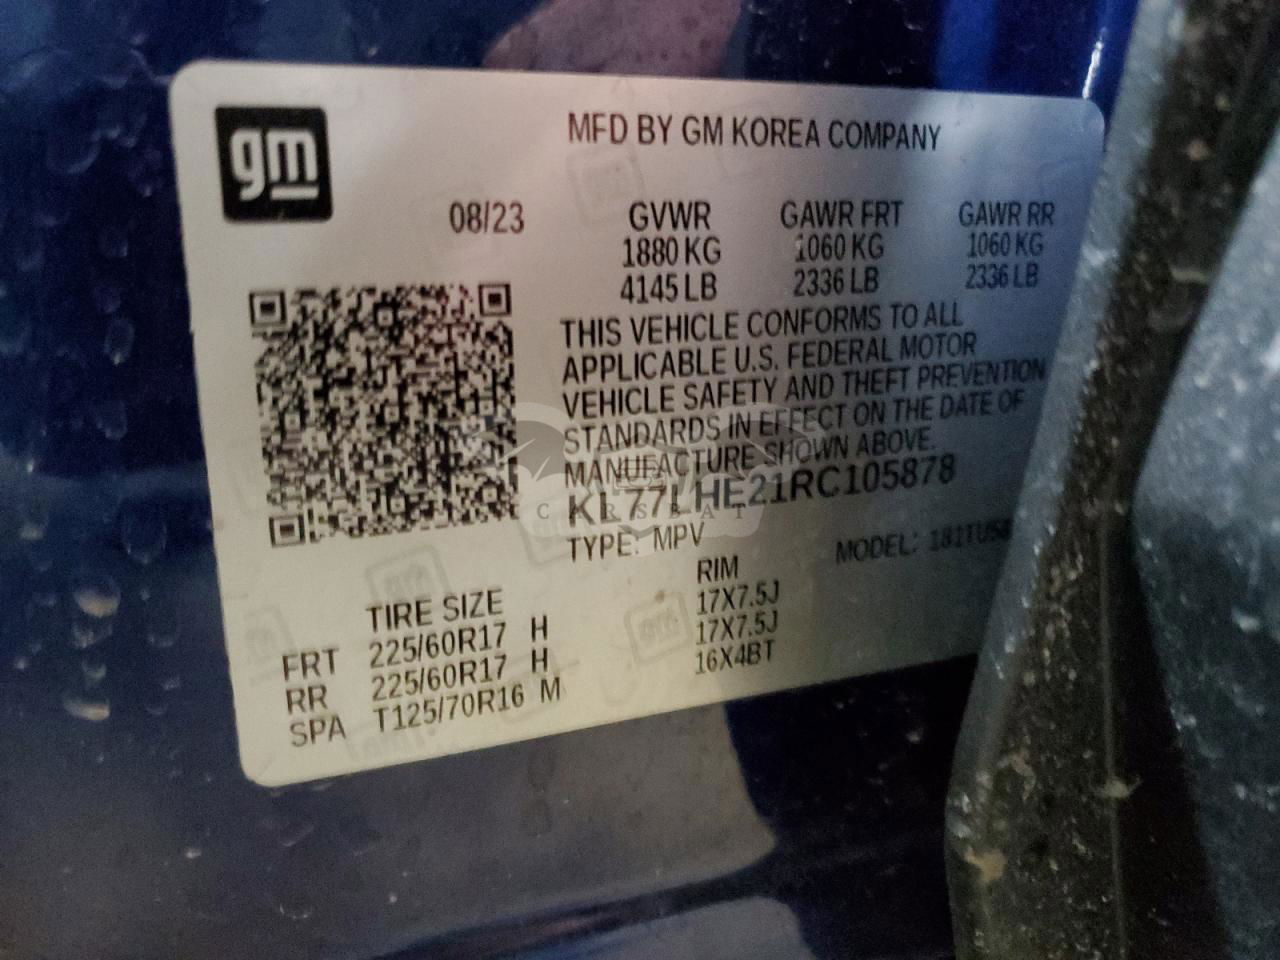 gm
MFD BY GM KOREA COMPANY
08/23 GVWR GAWR FRT GAWR RR
1880 KG 1060 KG 1060 KG
4145 LB 2336 LB 2336 LB
THIS VEHICLE CONFORMS TO ALL
APPLICABLE U.S. FEDERAL MOTOR
VEHICLE SAFETY AND THEFT PREVENTION
STANDARDS IN EFFECT ON THE DATE OF
MANUFACTURE SHOWN ABOVE.
KL77LHE21RC105878
CARSBAT
TYPE: MPV MODEL:
TIRE SIZE RIM
FRT 225/60R17 H 17X7.5J
RR 225/60R17 H 17X7.5J
SPA T125/70R16 M 16X4BT